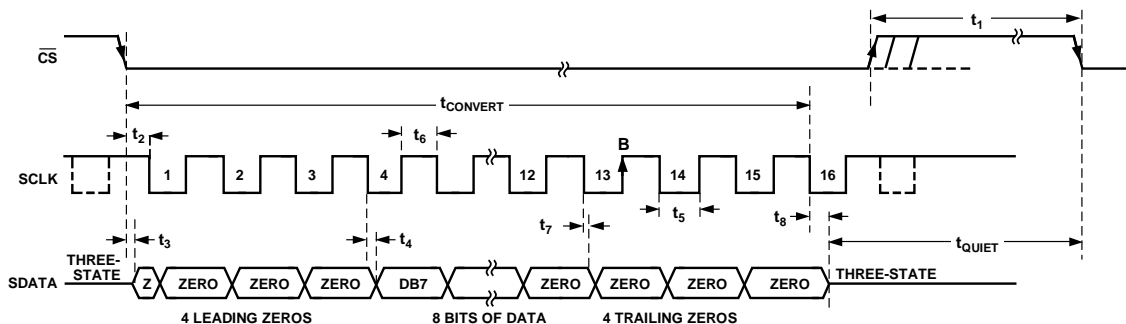 t1
CS
tCONVERT
t2
t6
B
SCLK
1 2 3 4 12 13 14 15 16
t3
t4
t7
t5
t8
tQUIET
THREE-
STATE
THREE-STATE
SDATA
Z ZERO ZERO ZERO DB7 ZERO ZERO ZERO ZERO
4 LEADING ZEROS 8 BITS OF DATA 4 TRAILING ZEROS